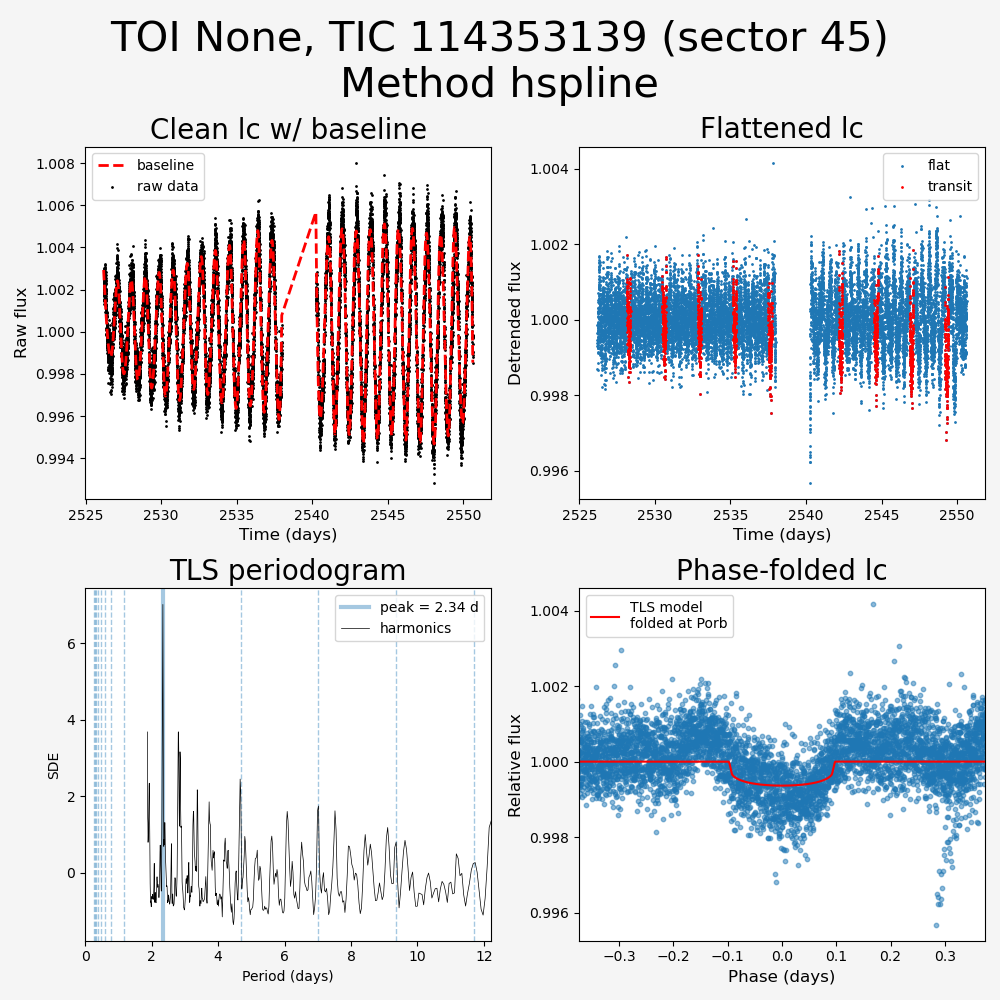 TOI None, TIC 114353139 (sector 45)
Method hspline
Clean lc w/ baseline
baseline
raw data
1.008
1.006
1.004
1.002
1.000
0.998
0.996
0.994
Raw flux
2525 2530 2535 2540 2545 2550
Time (days)
Flattened lc
flat
transit
1.004
1.002
1.000
0.998
0.996
Detrended flux
2525 2530 2535 2540 2545 2550
Time (days)
TLS periodogram
peak = 2.34 d
harmonics
6
4
2
0
SDE
0 2 4 6 8 10 12
Period (days)
Phase-folded lc
TLS model
folded at Porb
1.004
1.002
1.000
0.998
0.996
Relative flux
−0.3 −0.2 −0.1 0.0 0.1 0.2 0.3
Phase (days)